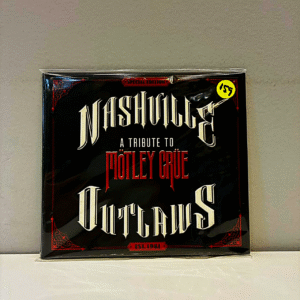 NASHVILLE
A TRIBUTE TO
MÖTLEY CRÜE
OUTLAWS